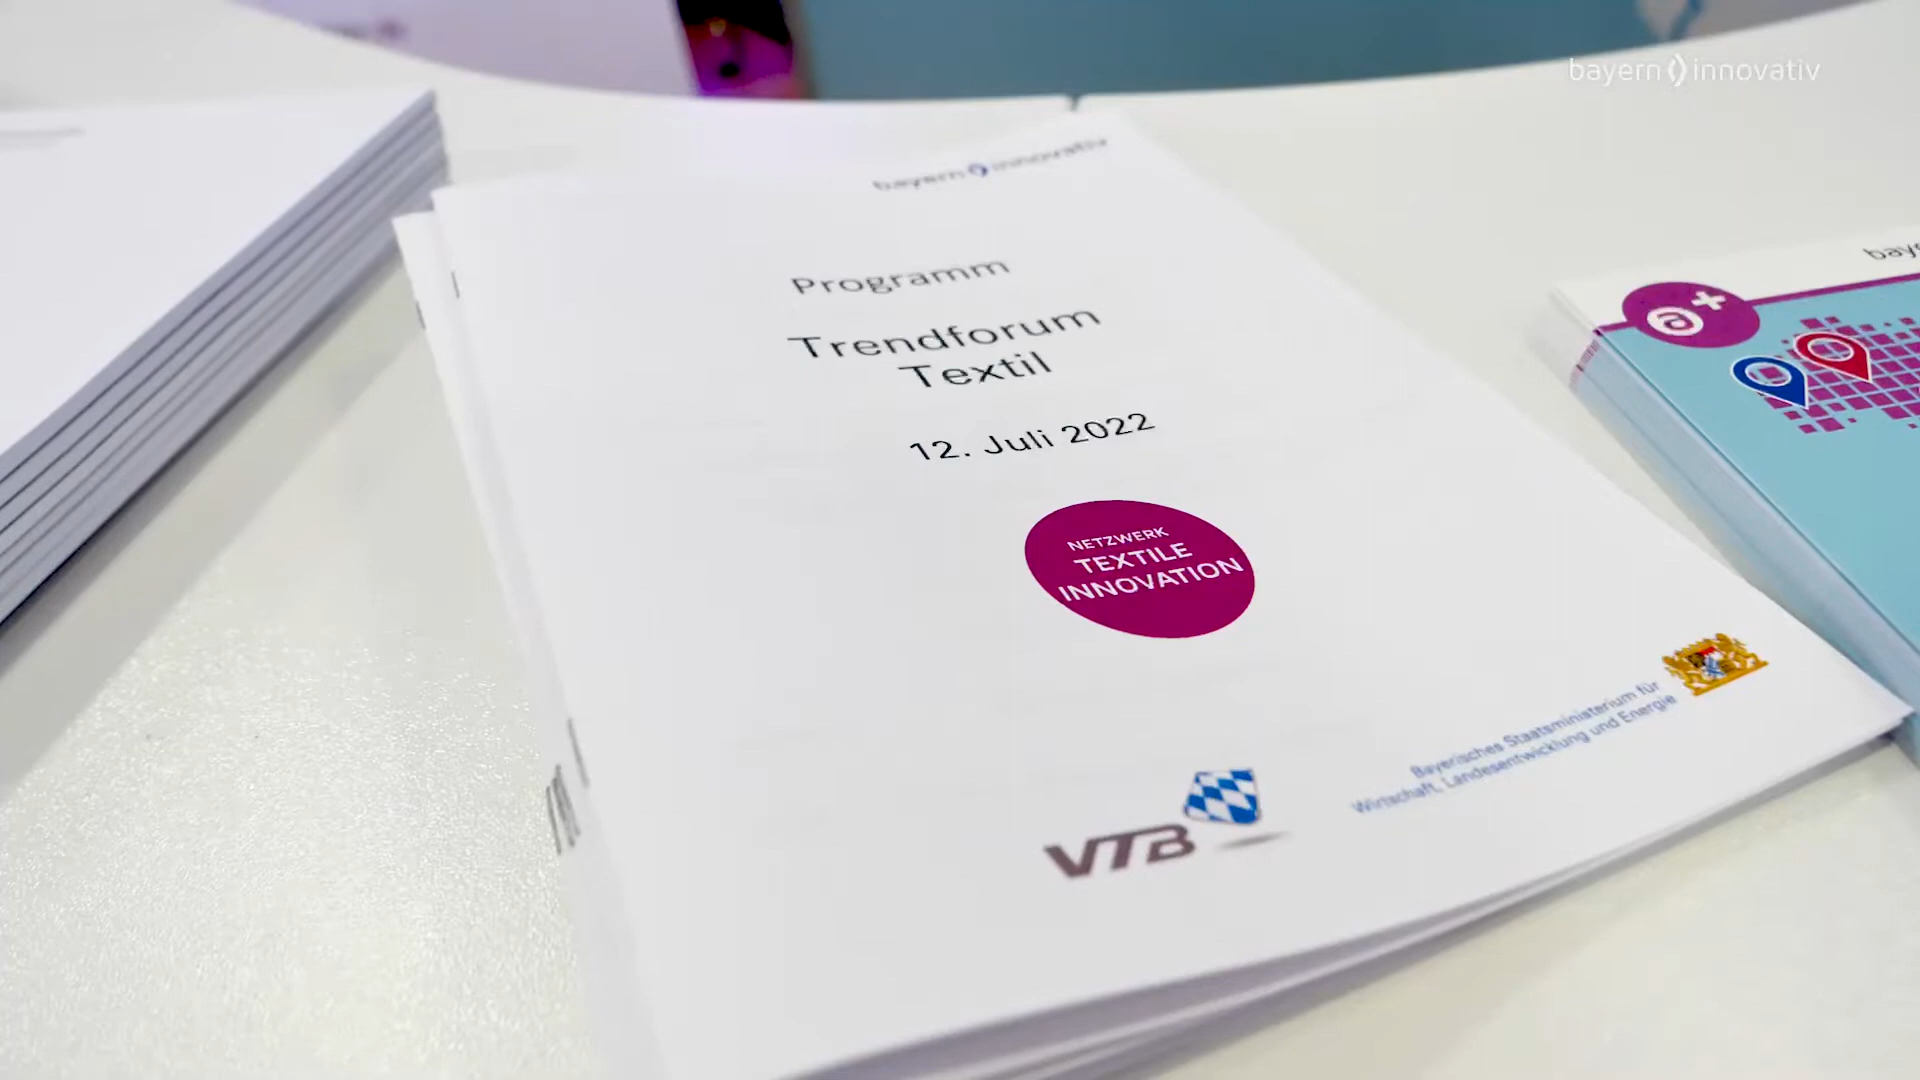 bayern innovativ
bayern innovativ
Programm
Trendforum
Textil
12. Juli 2022
NETZWERK
TEXTILE
INNOVATION
Bayerisches Staatsministerium für
Wirtschaft, Landesentwicklung und Energie
VTB
a+